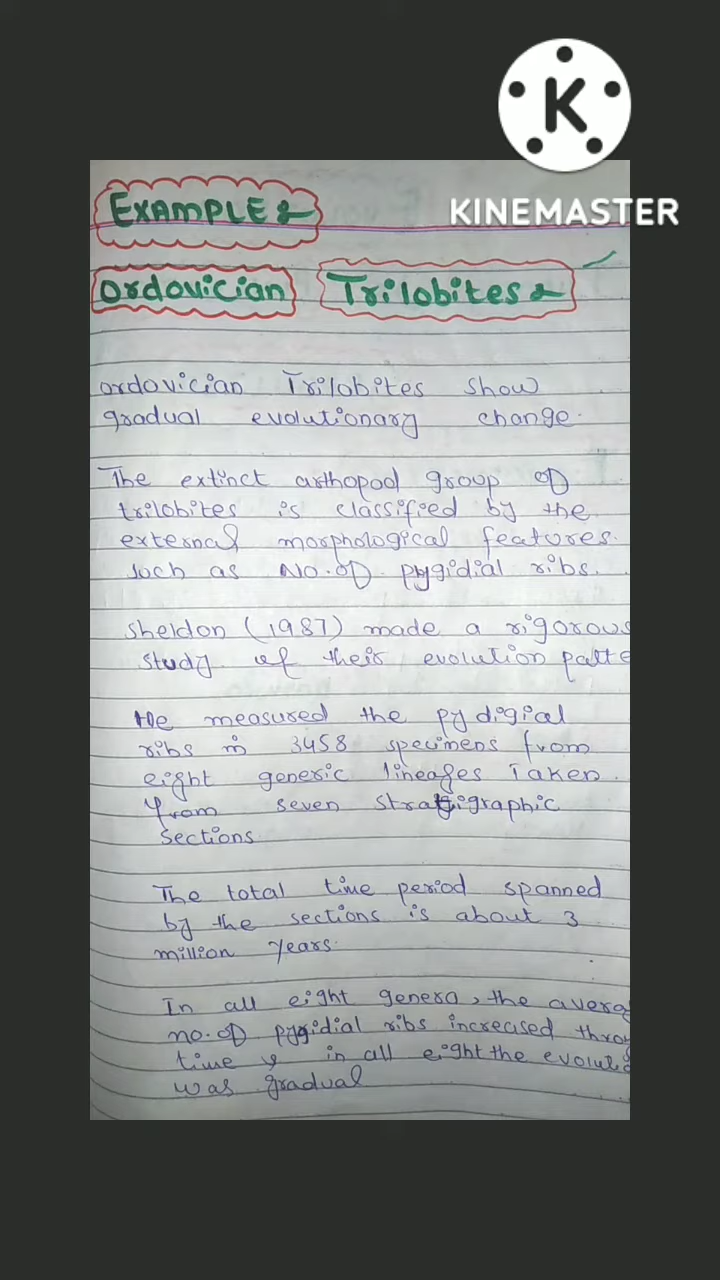 K
KINEMASTER
EXAMPLE :-
Ordovician Trilobites :-
Ordovician Trilobites show
gradual evolutionary change.
The extinct arthopod group of
trilobites is classified by the
external morphological features.
such as No. of pygidial ribs.
Sheldon (1987) made a rigorous
study of their evolution patte
He measured the pydigial
ribs in 3458 specimens from
eight generic lineages Taken
from seven stratigraphic
sections
The total time period spanned
by the sections is about 3
million years.
In all eight genera, the averag
no. of pygidial ribs increased throu
time & in all eight the evoluti
was gradual